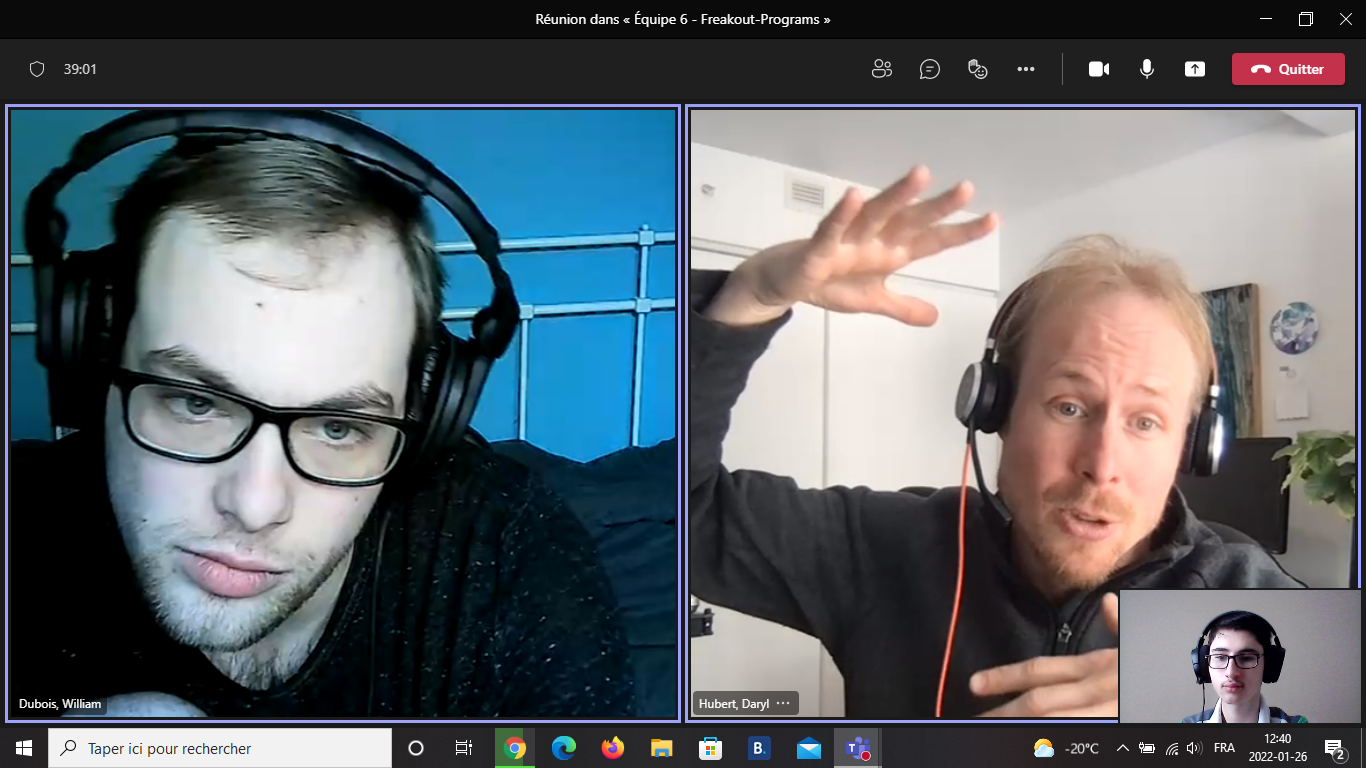 Réunion dans « Équipe 6 - Freakout-Programs »
39:01
Quitter
Dubois, William
Hubert, Daryl
Taper ici pour rechercher
B.
-20°C
FRA
12:40
2022-01-26
2